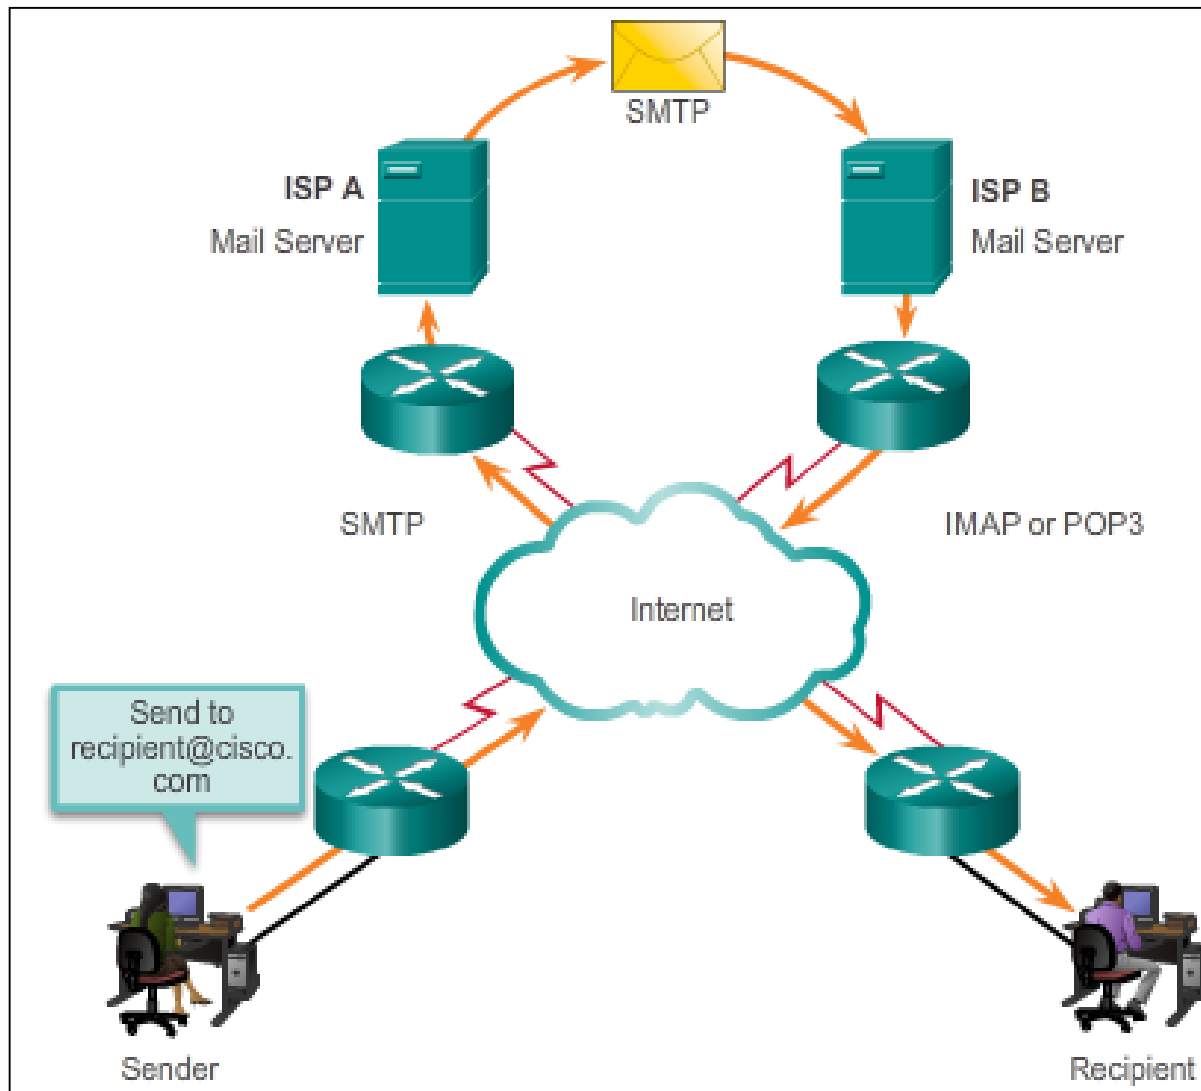 SMTP
ISP A
Mail Server
ISP B
Mail Server
SMTP
IMAP or POP3
Internet
Send to
recipient@cisco.
com
Sender
Recipient